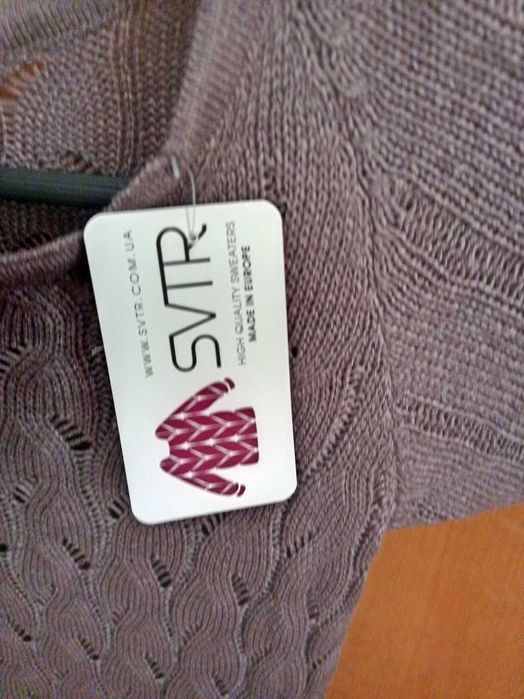 WWW.SVTR.COM.UA
SVTR
HIGH QUALITY SWEATERS
MADE IN EUROPE